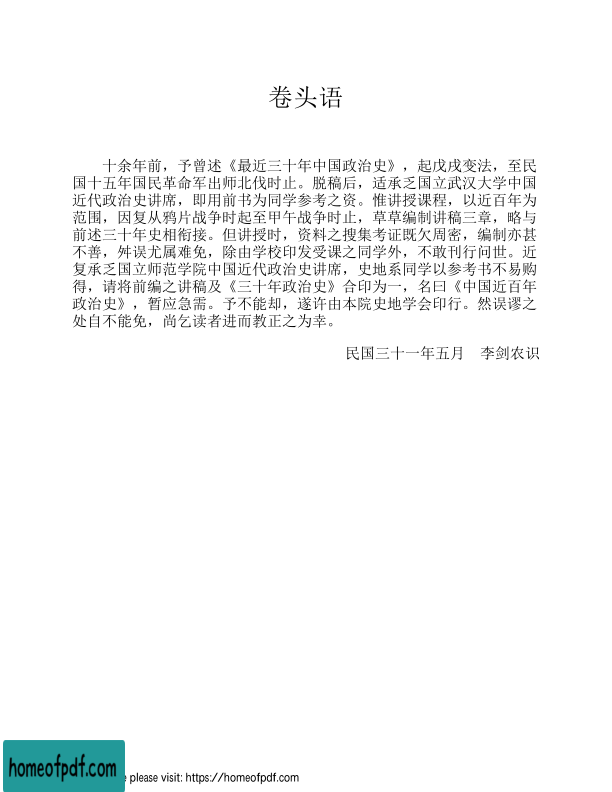 卷头语
十余年前，予曾述《最近三十年中国政治史》，起戊戌变法，至民
国十五年国民革命军出师北伐时止。脱稿后，适承乏国立武汉大学中国
近代政治史讲席，即用前书为同学参考之资。惟讲授课程，以近百年为
范围，因复从鸦片战争时起至甲午战争时止，草草编制讲稿三章，略与
前述三十年史相衔接。但讲授时，资料之搜集考证既欠周密，编制亦甚
不善，舛误尤属难免，除由学校印发受课之同学外，不敢刊行问世。近
复承乏国立师范学院中国近代政治史讲席，史地系同学以参考书不易购
得，请将前编之讲稿及《三十年政治史》合印为一，名曰《中国近百年
政治史》，暂应急需。予不能却，遂许由本院史地学会印行。然误谬之
处自不能免，尚乞读者进而教正之为幸。
民国三十一年五月　李剑农识
homeofpdf.com
e please visit: https://homeofpdf.com